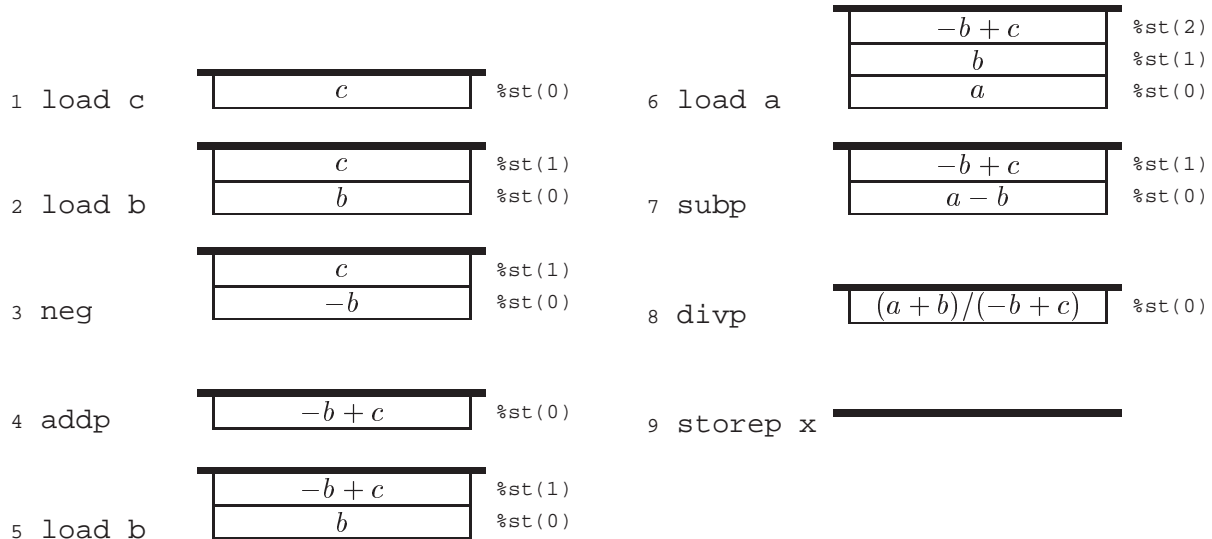 1 load c
c %st(0)
2 load b
c %st(1)
b %st(0)
3 neg
c %st(1)
−b %st(0)
4 addp
−b + c %st(0)
5 load b
−b + c %st(1)
b %st(0)
6 load a
−b + c %st(2)
b %st(1)
a %st(0)
7 subp
−b + c %st(1)
a − b %st(0)
8 divp
(a + b)/(−b + c) %st(0)
9 storep x